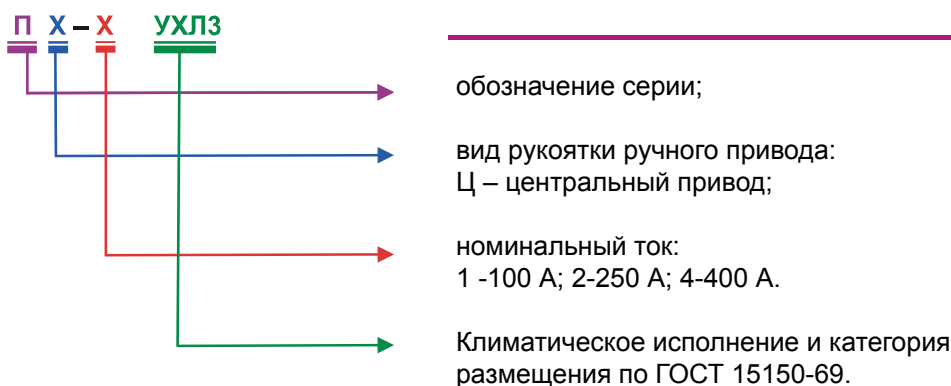 П Х – Х УХЛ3
обозначение серии;
вид рукоятки ручного привода:
Ц – центральный привод;
номинальный ток:
1 -100 А; 2-250 А; 4-400 А.
Климатическое исполнение и категория
размещения по ГОСТ 15150-69.